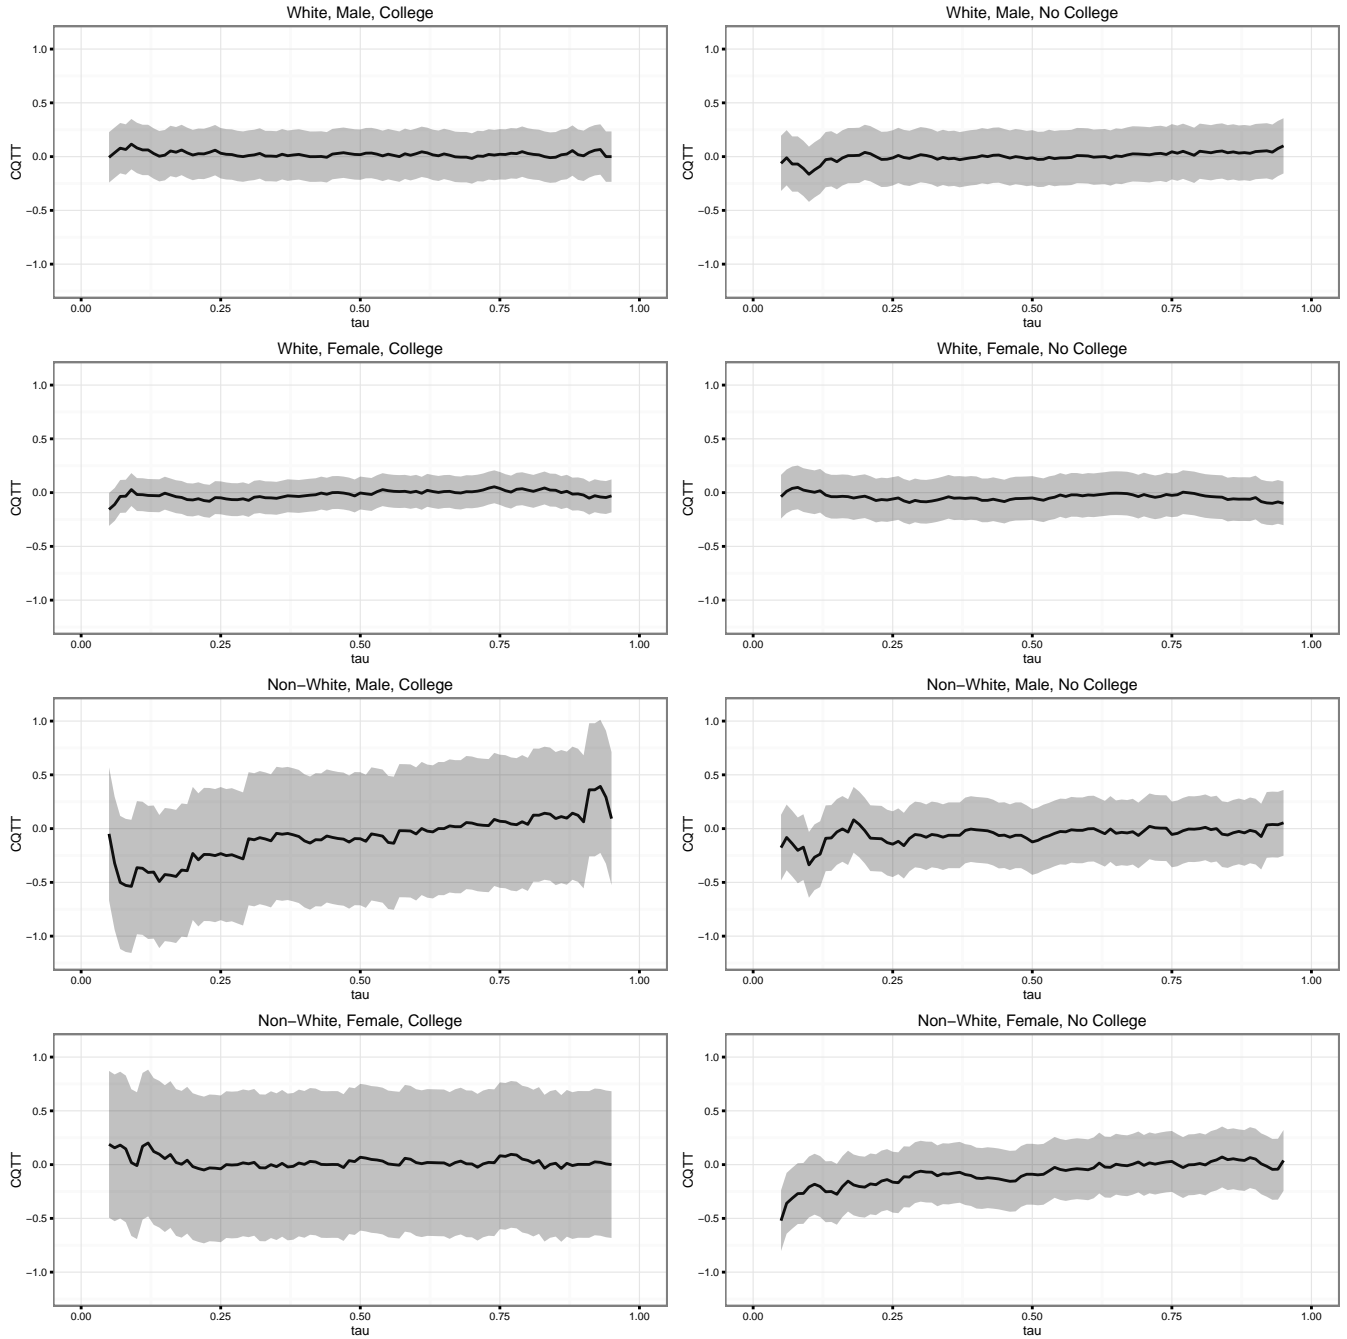 White, Male, College
CQTT
1.0
0.5
0.0
−0.5
−1.0
0.00 0.25 0.50 0.75 1.00
tau
White, Male, No College
CQTT
1.0
0.5
0.0
−0.5
−1.0
0.00 0.25 0.50 0.75 1.00
tau
White, Female, College
CQTT
1.0
0.5
0.0
−0.5
−1.0
0.00 0.25 0.50 0.75 1.00
tau
White, Female, No College
CQTT
1.0
0.5
0.0
−0.5
−1.0
0.00 0.25 0.50 0.75 1.00
tau
Non−White, Male, College
CQTT
1.0
0.5
0.0
−0.5
−1.0
0.00 0.25 0.50 0.75 1.00
tau
Non−White, Male, No College
CQTT
1.0
0.5
0.0
−0.5
−1.0
0.00 0.25 0.50 0.75 1.00
tau
Non−White, Female, College
CQTT
1.0
0.5
0.0
−0.5
−1.0
0.00 0.25 0.50 0.75 1.00
tau
Non−White, Female, No College
CQTT
1.0
0.5
0.0
−0.5
−1.0
0.00 0.25 0.50 0.75 1.00
tau